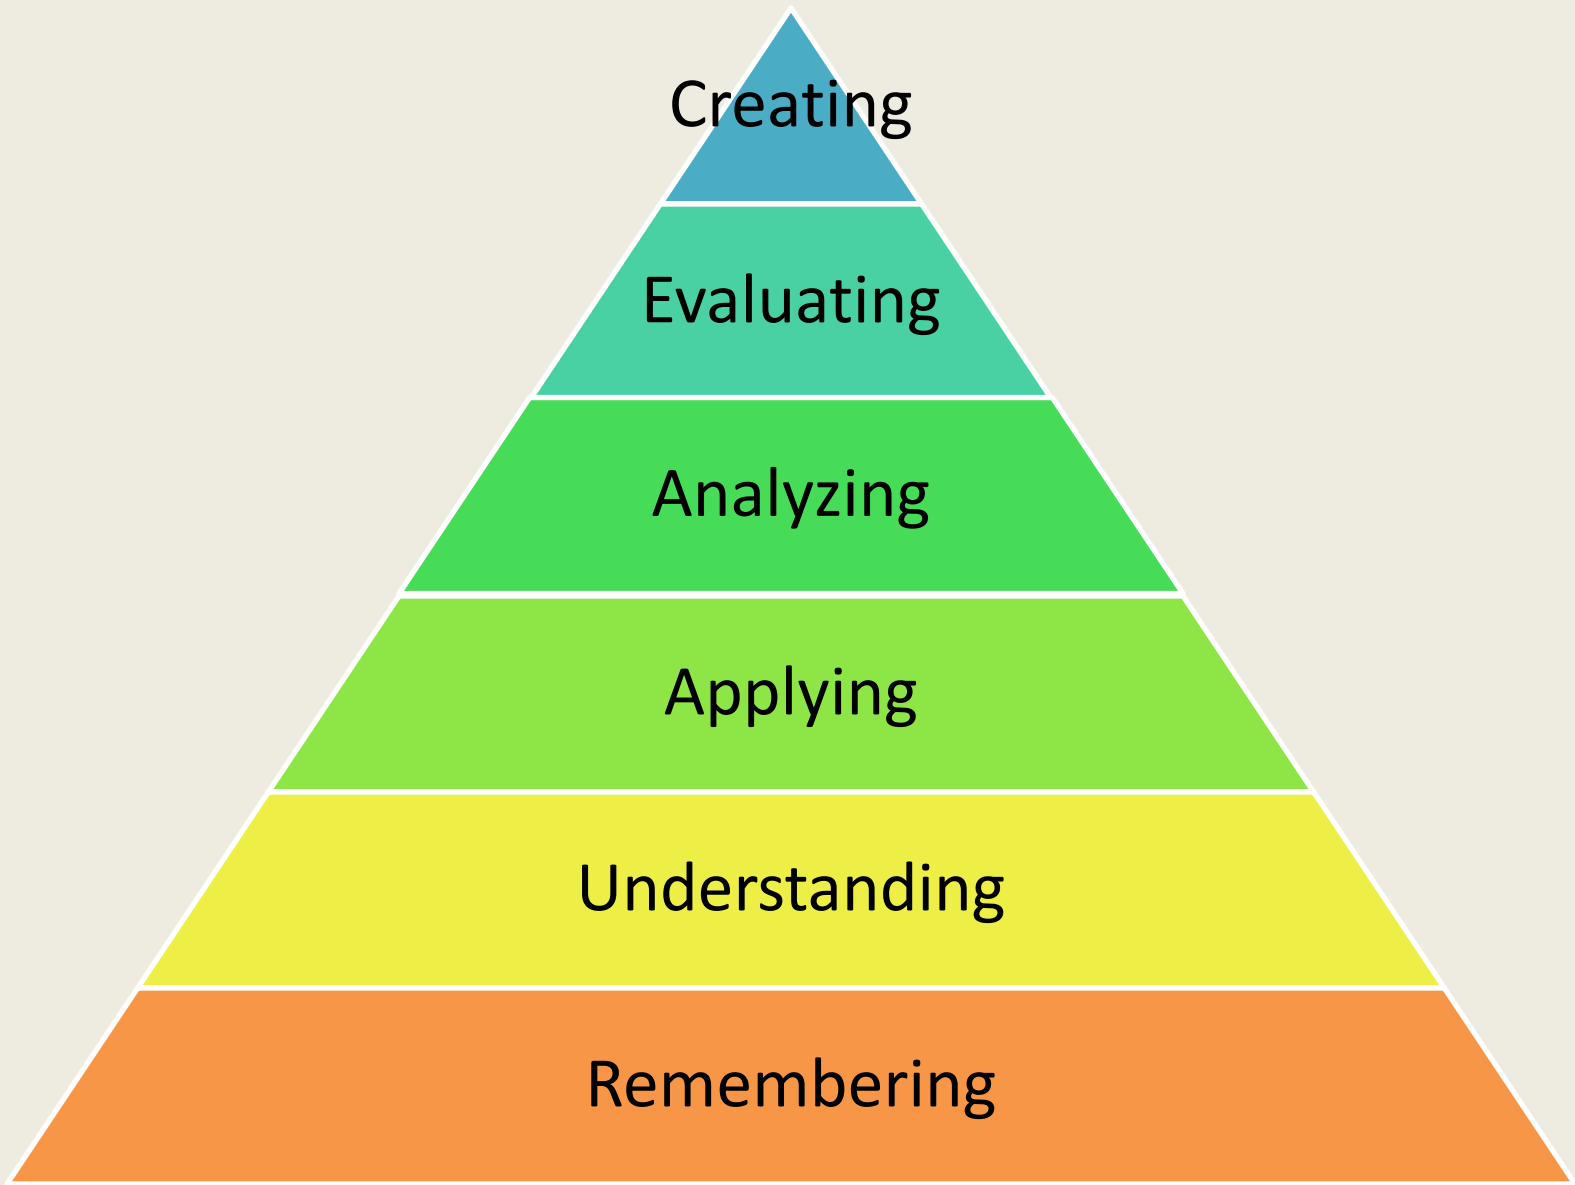 Creating
Evaluating
Analyzing
Applying
Understanding
Remembering